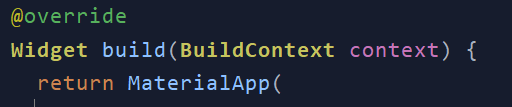 @override
Widget build(BuildContext context) {
  return MaterialApp(